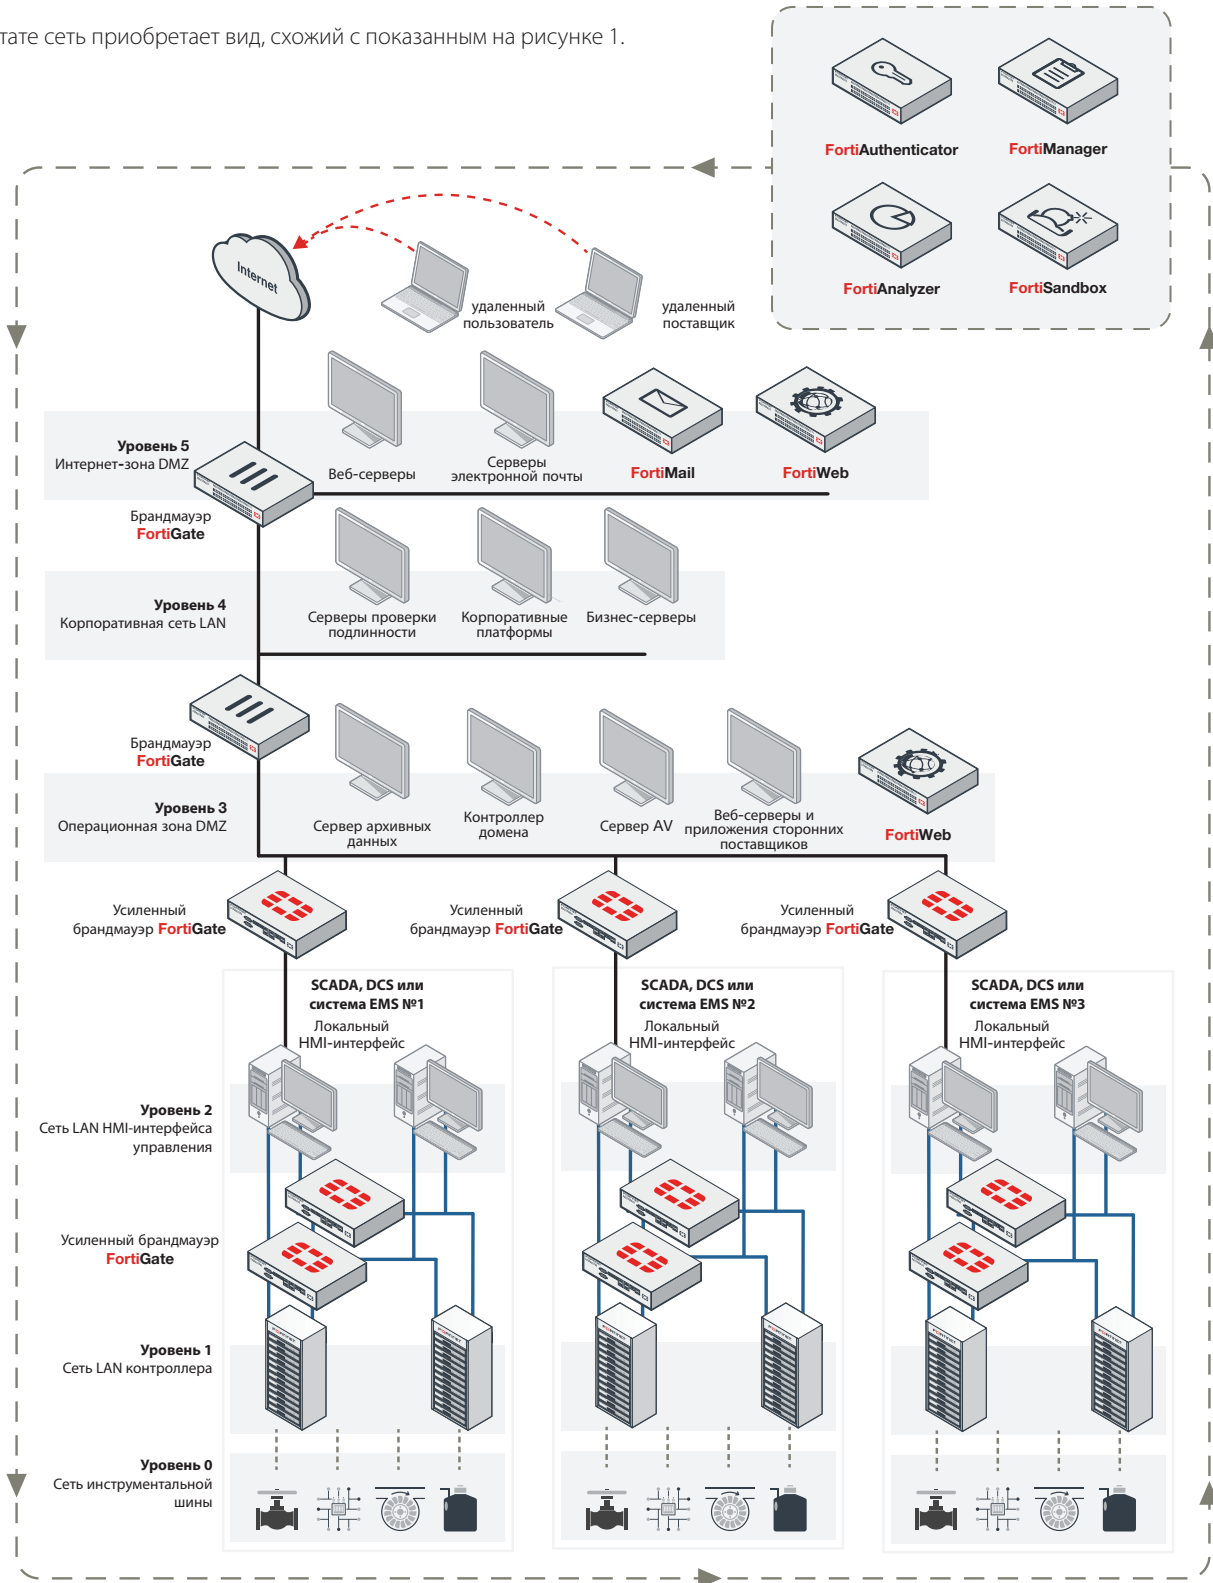 тате сеть приобретает вид, схожий с показанным на рисунке 1.
FortiAuthenticator
FortiManager
FortiAnalyzer
FortiSandbox
Internet
удаленный
пользователь
удаленный
поставщик
Уровень 5
Интернет-зона DMZ
Веб-серверы
Серверы
электронной почты
FortiMail
FortiWeb
Брандмауэр
FortiGate
Уровень 4
Корпоративная сеть LAN
Серверы проверки
подлинности
Корпоративные
платформы
Бизнес-серверы
Брандмауэр
FortiGate
Уровень 3
Операционная зона DMZ
Сервер архивных
данных
Контроллер
домена
Сервер AV
Веб-серверы и
приложения сторонних
поставщиков
FortiWeb
Усиленный
брандмауэр FortiGate
Усиленный
брандмауэр FortiGate
Усиленный
брандмауэр FortiGate
SCADA, DCS или
система EMS №1
Локальный
HMI-интерфейс
SCADA, DCS или
система EMS №2
Локальный
HMI-интерфейс
SCADA, DCS или
система EMS №3
Локальный
HMI-интерфейс
Уровень 2
Сеть LAN HMI-интерфейса
управления
Усиленный брандмауэр
FortiGate
Уровень 1
Сеть LAN контроллера
Уровень 0
Сеть инструментальной
шины